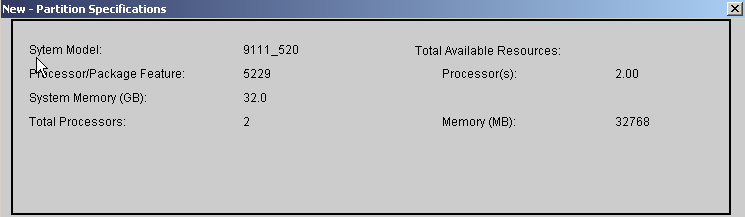 New - Partition Specifications
Sytem Model: 9111_520 Total Available Resources:
Processor/Package Feature: 5229 Processor(s): 2.00
System Memory (GB): 32.0
Total Processors: 2 Memory (MB): 32768